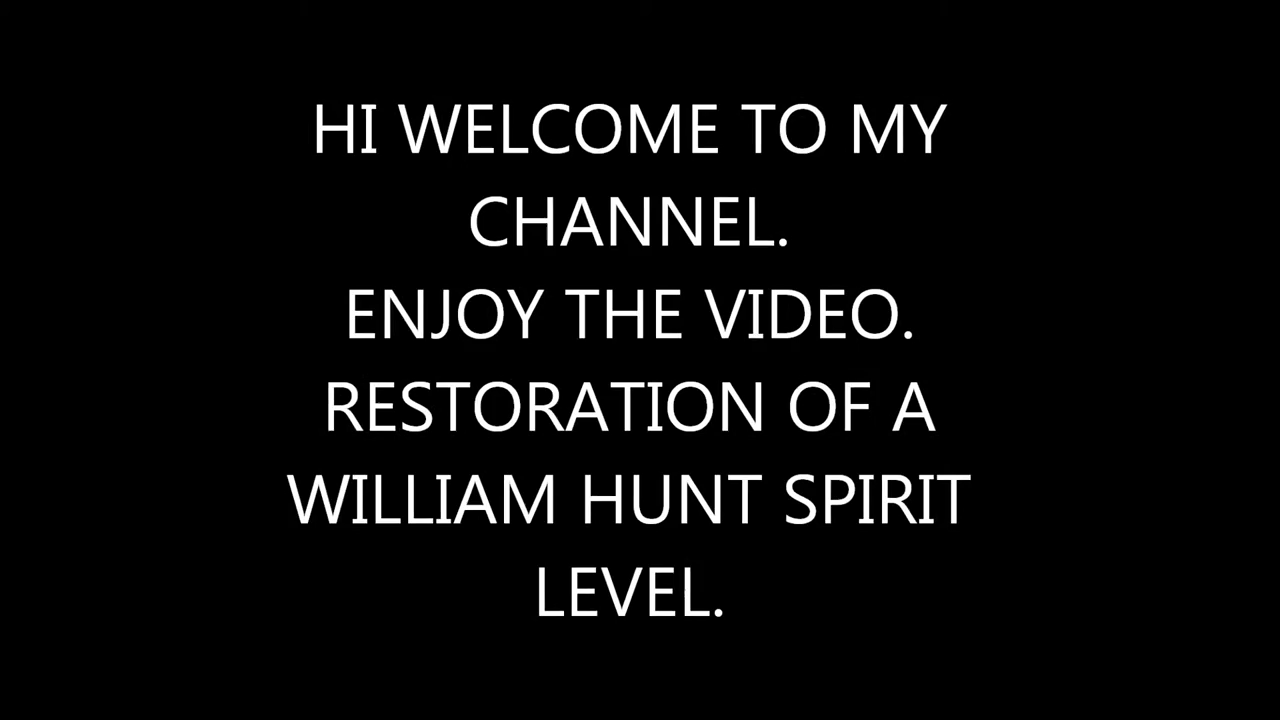 HI WELCOME TO MY
CHANNEL.
ENJOY THE VIDEO.
RESTORATION OF A
WILLIAM HUNT SPIRIT
LEVEL.